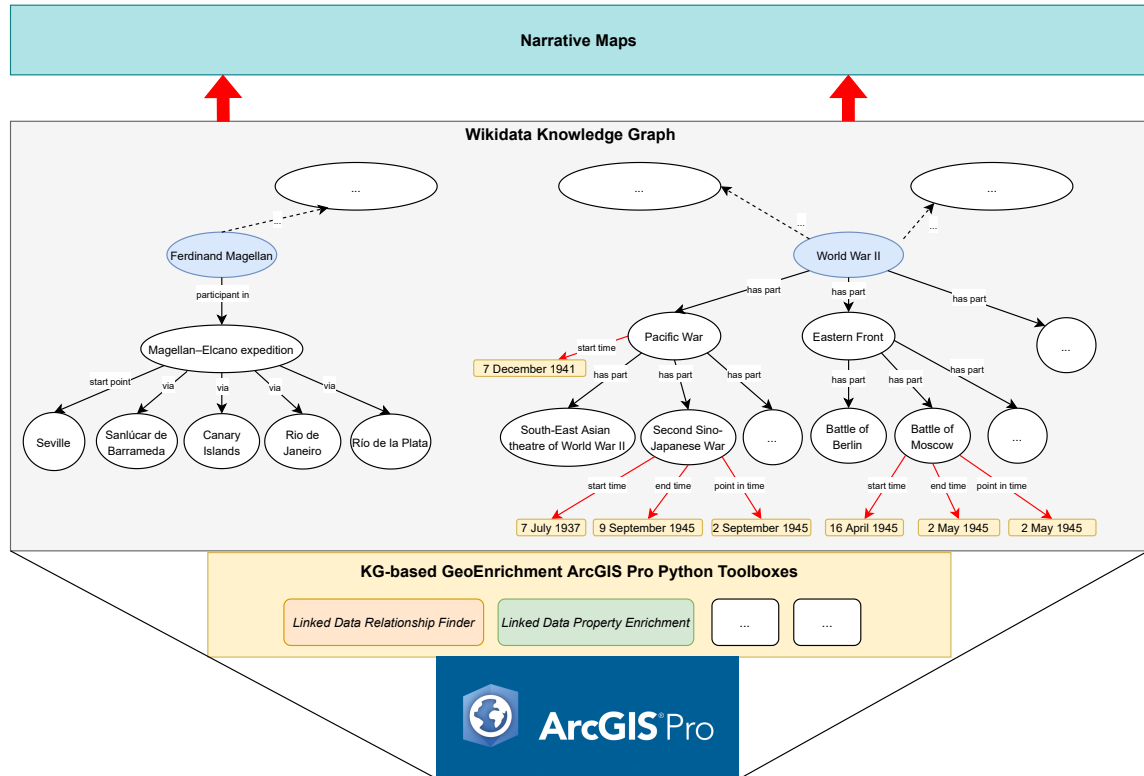 Narrative Maps
Wikidata Knowledge Graph
...
...
...
...
...
...
Ferdinand Magellan
World War II
participant in
has part
has part
has part
Magellan–Elcano expedition
Pacific War
Eastern Front
...
start time
7 December 1941
start point
via
via
via
via
has part
has part
has part
has part
has part
has part
Seville
Sanlúcar de
Barrameda
Canary
Islands
Rio de
Janeiro
Río de la Plata
South-East Asian
theatre of World War II
Second Sino-
Japanese War
...
Battle of
Berlin
Battle of
Moscow
...
start time
end time
point in time
start time
end time
point in time
7 July 1937
9 September 1945
2 September 1945
16 April 1945
2 May 1945
2 May 1945
KG-based GeoEnrichment ArcGIS Pro Python Toolboxes
Linked Data Relationship Finder
Linked Data Property Enrichment
...
...
ArcGIS® Pro